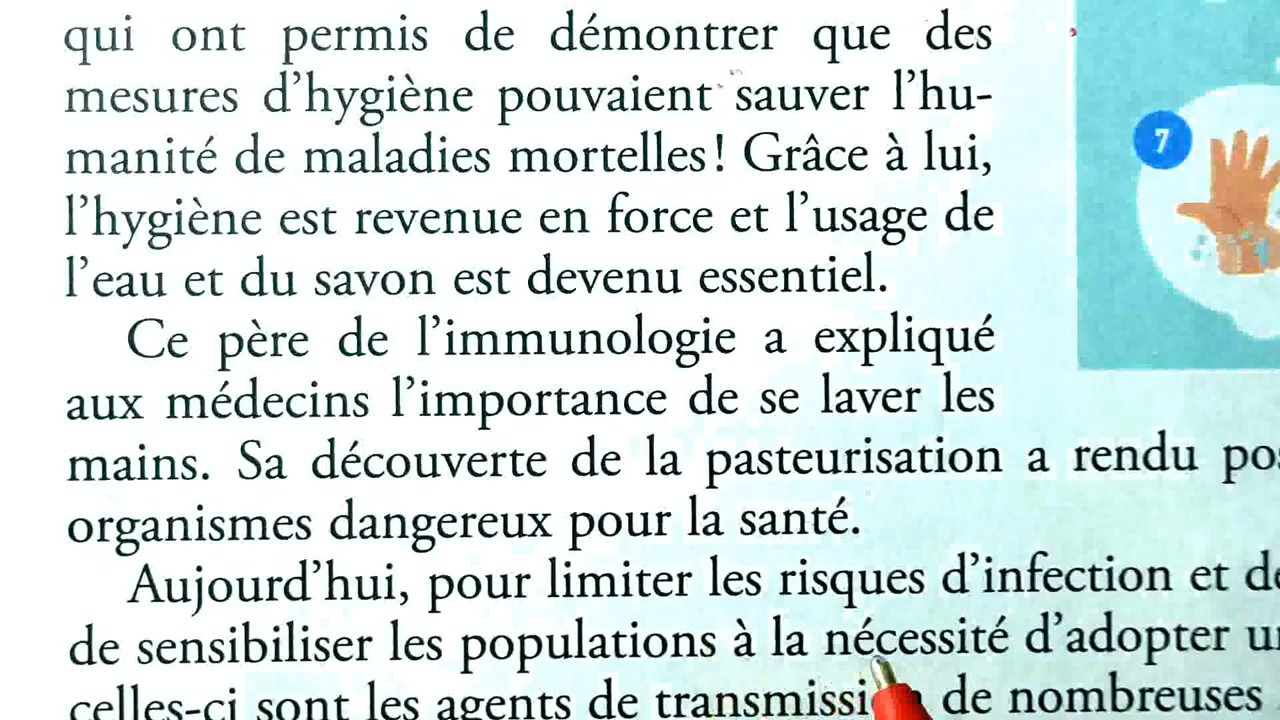 qui ont permis de démontrer que des
mesures d'hygiène pouvaient sauver l'hu-
manité de maladies mortelles! Grâce à lui,
l'hygiène est revenue en force et l'usage de
l'eau et du savon est devenu essentiel.
Ce père de l'immunologie a expliqué
aux médecins l'importance de se laver les
mains. Sa découverte de la pasteurisation a rendu
organismes dangereux pour la santé.
Aujourd'hui, pour limiter les risques d'infection et
de sensibiliser les populations à la nécessité d'adopter
celles-ci sont les agents de de nombreuses
7